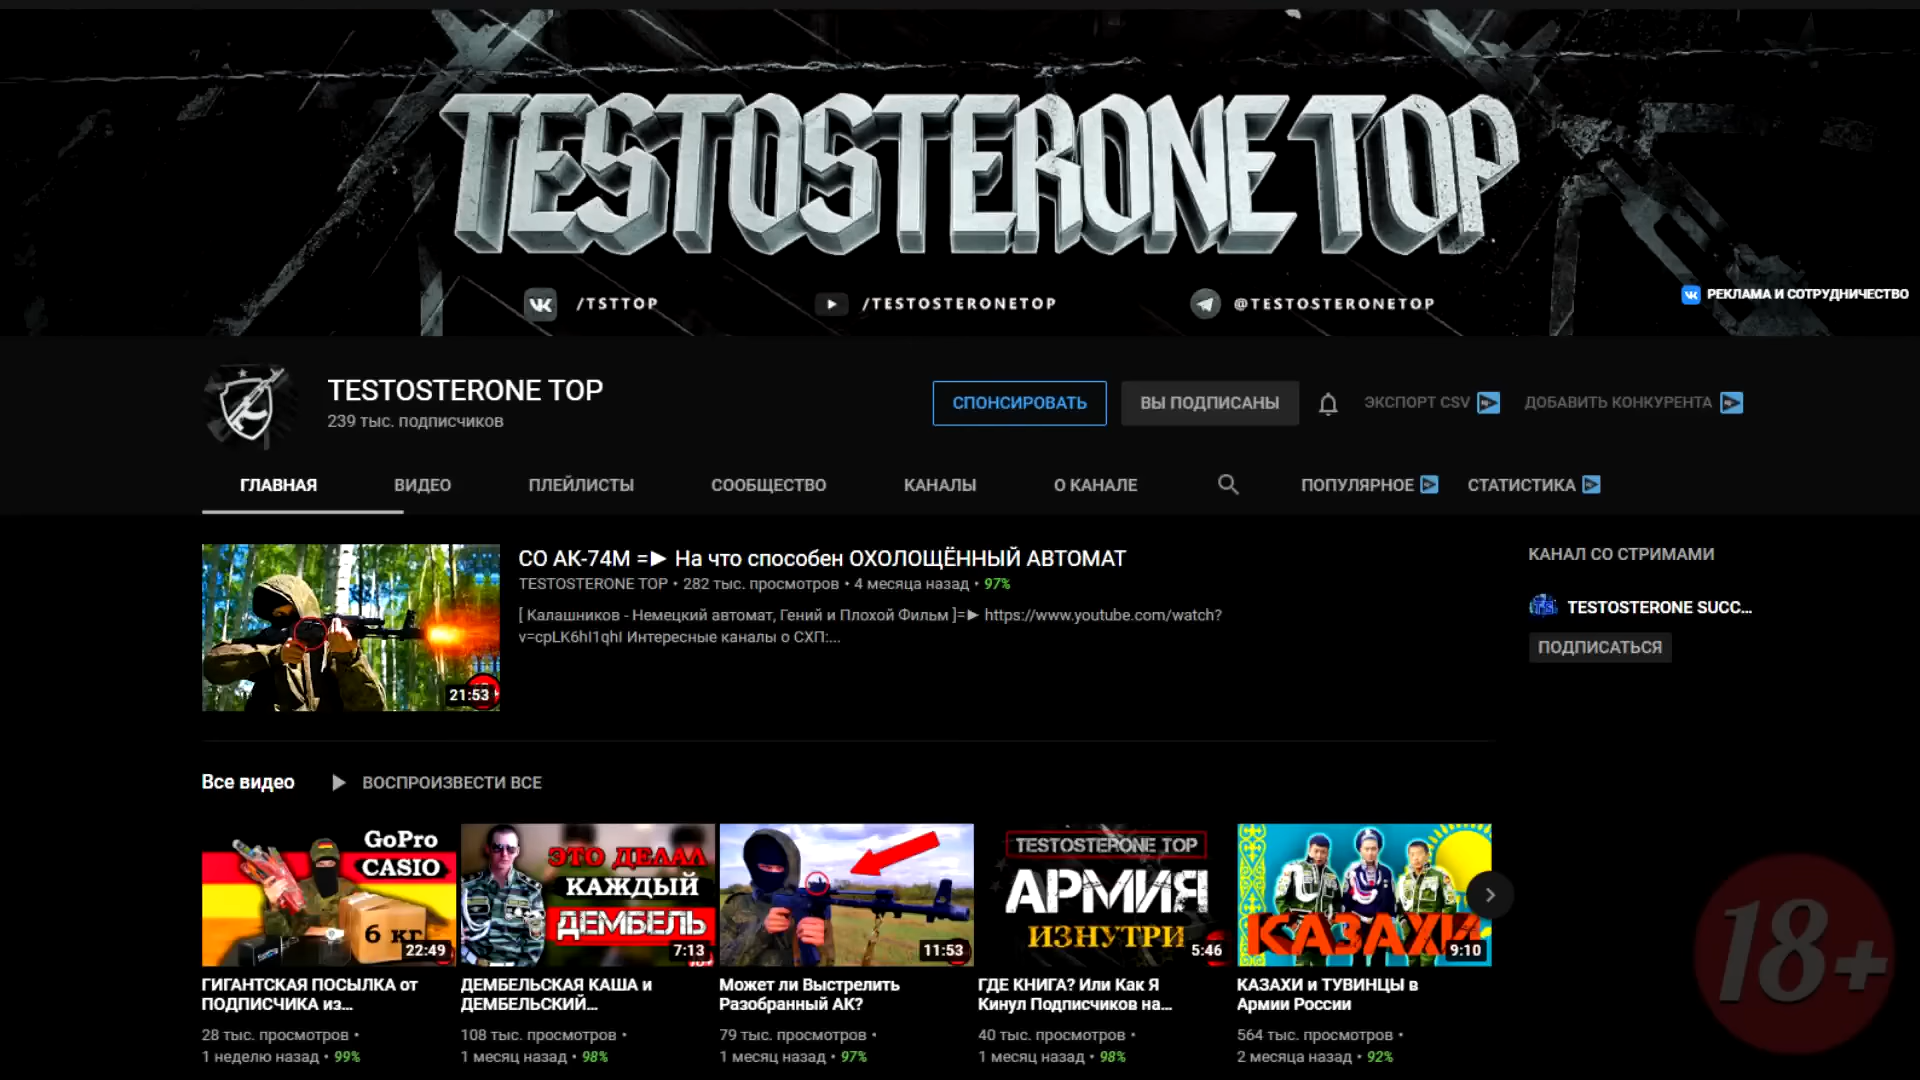 TESTOSTERONE TOP
/TSTTOP
/TESTOSTERONETOP
@TESTOSTERONETOP
РЕКЛАМА И СОТРУДНИЧЕСТВО
TESTOSTERONE TOP
239 тыс. подписчиков
СПОНСИРОВАТЬ
ВЫ ПОДПИСАНЫ
ЭКСПОРТ CSV
ДОБАВИТЬ КОНКУРЕНТА
ГЛАВНАЯ
ВИДЕО
ПЛЕЙЛИСТЫ
СООБЩЕСТВО
КАНАЛЫ
О КАНАЛЕ
ПОПУЛЯРНОЕ
СТАТИСТИКА
21:53
СО АК-74М =► На что способен ОХОЛОЩЁННЫЙ АВТОМАТ
TESTOSTERONE TOP • 282 тыс. просмотров • 4 месяца назад • 97%
[ Калашников - Немецкий автомат, Гений и Плохой Фильм ]=► https://www.youtube.com/watch?
v=cpLK6hI1qhI Интересные каналы о СХП:...
КАНАЛ СО СТРИМАМИ
TESTOSTERONE SUCC...
ПОДПИСАТЬСЯ
Все видео
ВОСПРОИЗВЕСТИ ВСЕ
GoPro
CASIO
6 кг
22:49
ГИГАНТСКАЯ ПОСЫЛКА от
ПОДПИСЧИКА из...
28 тыс. просмотров •
1 неделю назад • 99%
ЭТО ДЕЛАЛ
КАЖДЫЙ
ДЕМБЕЛЬ
7:13
ДЕМБЕЛЬСКАЯ КАША и
ДЕМБЕЛЬСКИЙ...
108 тыс. просмотров •
1 месяц назад • 98%
11:53
Может ли Выстрелить
Разобранный АК?
79 тыс. просмотров •
1 месяц назад • 97%
TESTOSTERONE TOP
АРМИЯ
ИЗНУТРИ
5:46
ГДЕ КНИГА? Или Как Я
Кинул Подписчиков на...
40 тыс. просмотров •
1 месяц назад • 98%
КАЗАХИ
9:10
КАЗАХИ и ТУВИНЦЫ в
Армии России
564 тыс. просмотров •
2 месяца назад • 92%
18+